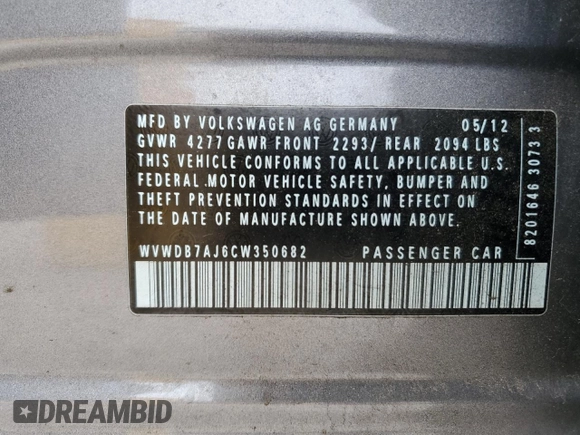 MFD BY VOLKSWAGEN AG GERMANY 05/12
GVWR 4277 GAWR FRONT 2293/ REAR 2094 LBS
THIS VEHICLE CONFORMS TO ALL APPLICABLE U.S.
FEDERAL MOTOR VEHICLE SAFETY, BUMPER AND
THEFT PREVENTION STANDARDS IN EFFECT ON
THE DATE OF MANUFACTURE SHOWN ABOVE.
WVWDB7AJ6CW350682 PASSENGER CAR
8201646 3073 3
DREAMBID